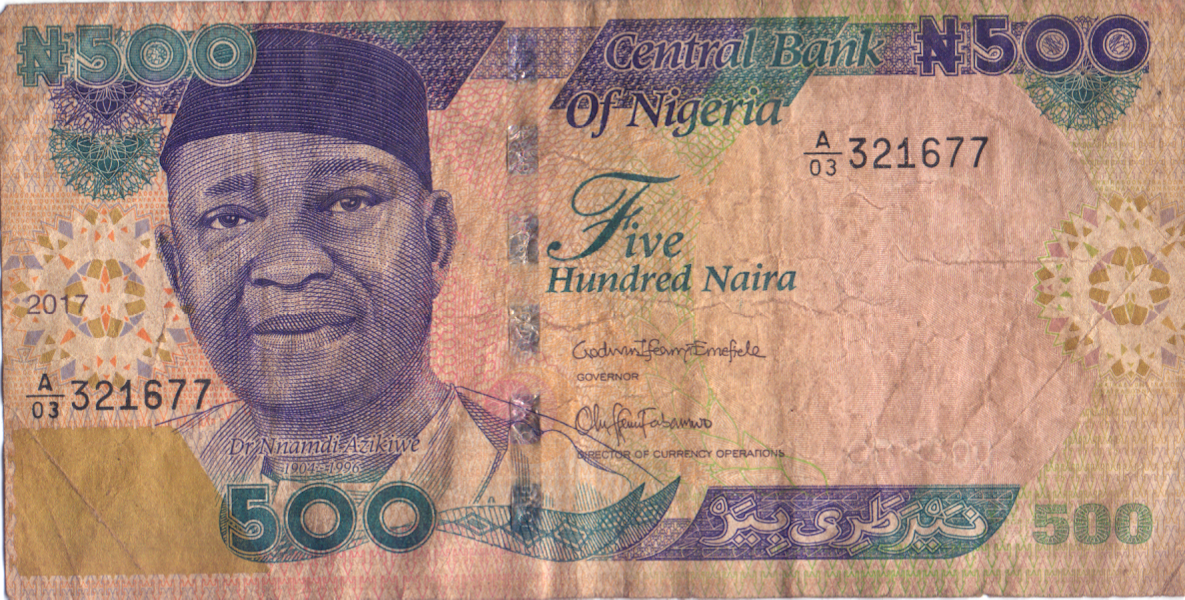 ₦500
Central Bank
Of Nigeria
₦500
A/03 321677
Five
Hundred Naira
2017
GOVERNOR
A/03 321677
DIRECTOR OF CURRENCY OPERATIONS
Dr Nnamdi Azikiwe
1904 - 1996
500
نَيْرَ طَرِى بِيَرْ
500